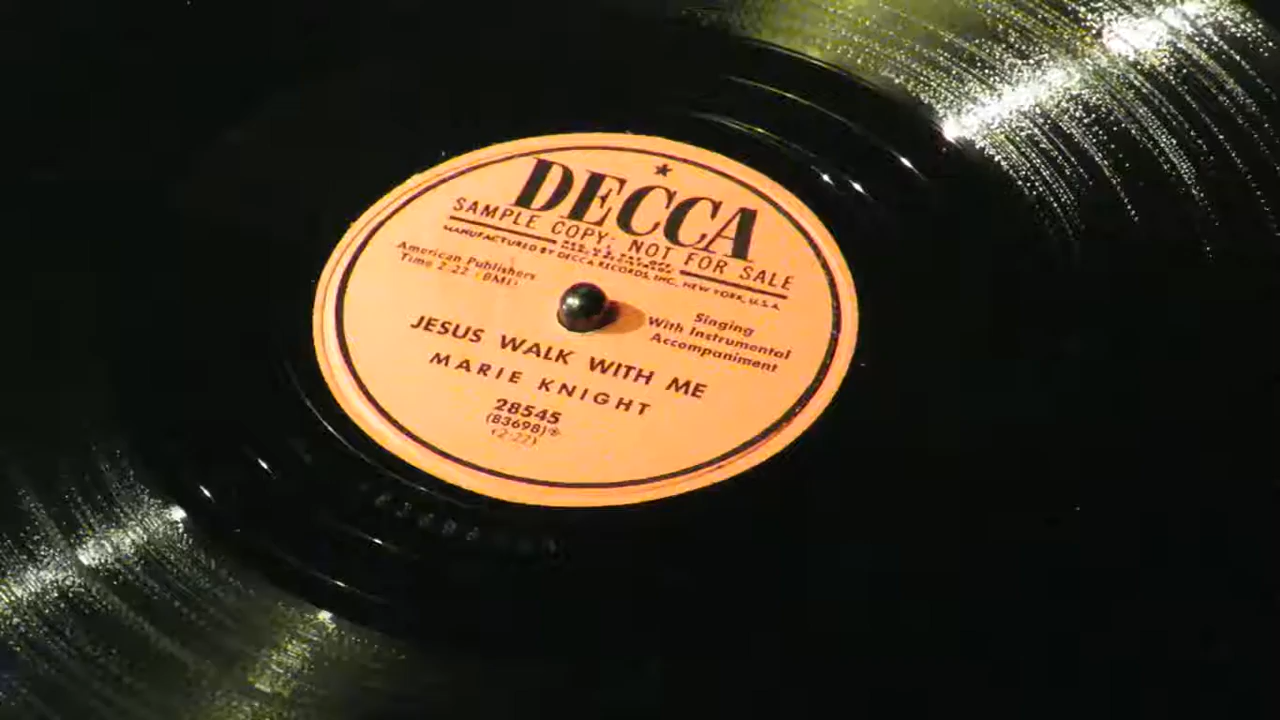 DECCA
SAMPLE COPY· NOT FOR SALE
MANUFACTURED BY DECCA RECORDS, INC., NEW YORK, U.S.A.
American Publishers
Time 2:22 (BMI)
Singing
With Instrumental
Accompaniment
JESUS WALK WITH ME
MARIE KNIGHT
28545
(83698)
(2:22)